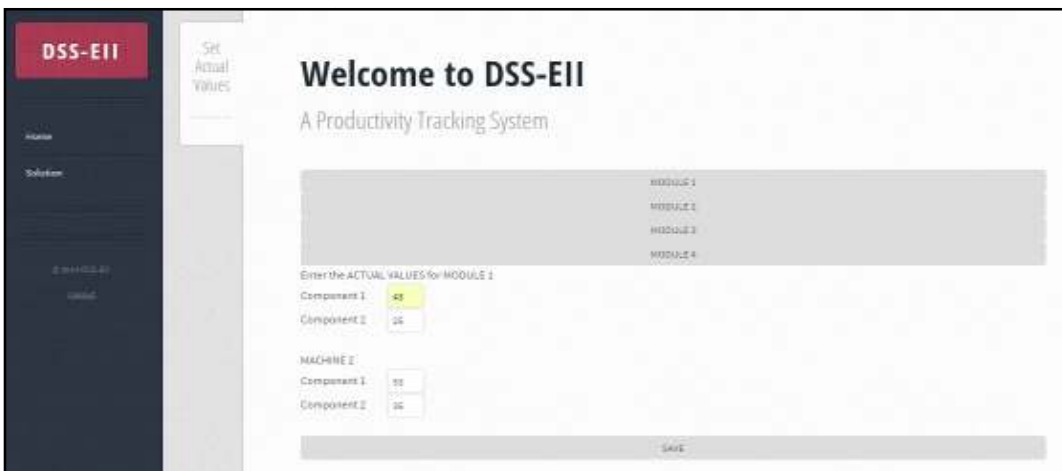 DSS-EII
Home
Solution
Set
Actual
Values
Welcome to DSS-EII
A Productivity Tracking System
MODULE 1
MODULE 2
MODULE 3
MODULE 4
Enter the ACTUAL VALUES for MODULE 1
Component 1
Component 2 16
MACHINE 2
Component 1
Component 2 16
SAVE